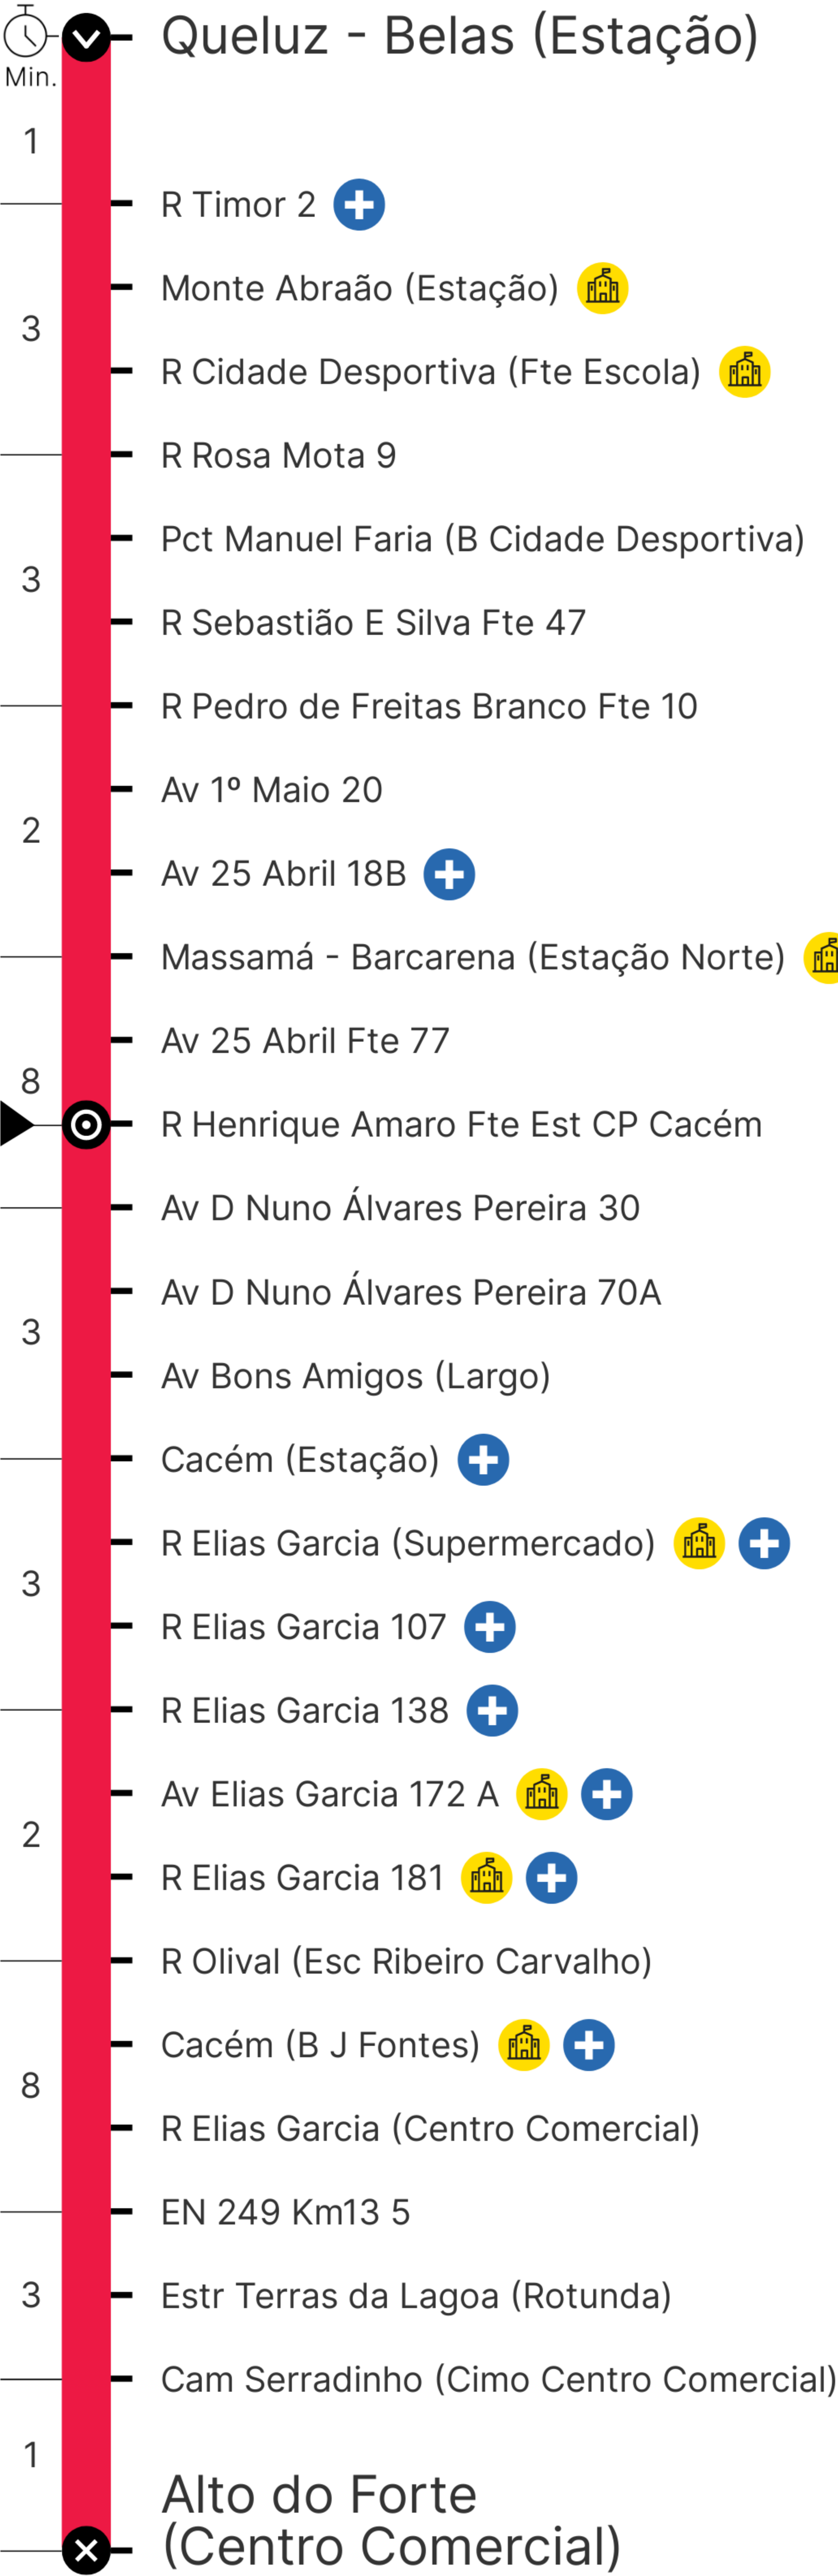 Queluz - Belas (Estação)
Min.
1
R Timor 2
Monte Abraão (Estação)
3
R Cidade Desportiva (Fte Escola)
R Rosa Mota 9
Pct Manuel Faria (B Cidade Desportiva)
3
R Sebastião E Silva Fte 47
R Pedro de Freitas Branco Fte 10
Av 1º Maio 20
2
Av 25 Abril 18B
Massamá - Barcarena (Estação Norte)
Av 25 Abril Fte 77
8
R Henrique Amaro Fte Est CP Cacém
Av D Nuno Álvares Pereira 30
Av D Nuno Álvares Pereira 70A
3
Av Bons Amigos (Largo)
Cacém (Estação)
R Elias Garcia (Supermercado)
3
R Elias Garcia 107
R Elias Garcia 138
Av Elias Garcia 172 A
2
R Elias Garcia 181
R Olival (Esc Ribeiro Carvalho)
Cacém (B J Fontes)
8
R Elias Garcia (Centro Comercial)
EN 249 Km13 5
3
Estr Terras da Lagoa (Rotunda)
Cam Serradinho (Cimo Centro Comercial)
1
Alto do Forte
(Centro Comercial)